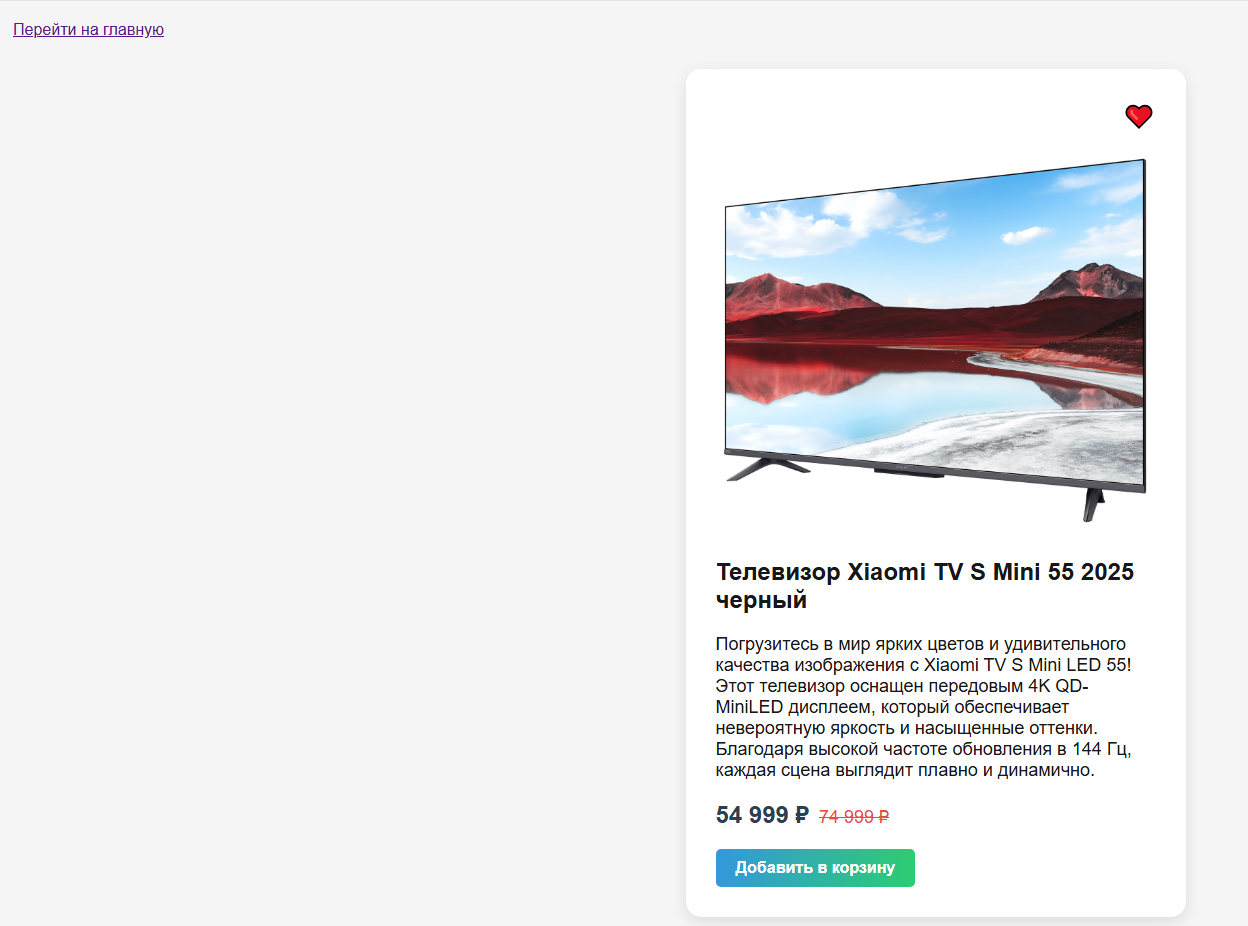 Перейти на главную
Телевизор Xiaomi TV S Mini 55 2025
черный
Погрузитесь в мир ярких цветов и удивительного
качества изображения с Xiaomi TV S Mini LED 55!
Этот телевизор оснащен передовым 4K QD-
MiniLED дисплеем, который обеспечивает
невероятную яркость и насыщенные оттенки.
Благодаря высокой частоте обновления в 144 Гц,
каждая сцена выглядит плавно и динамично.
54 999 ₽ 74 999 ₽
Добавить в корзину